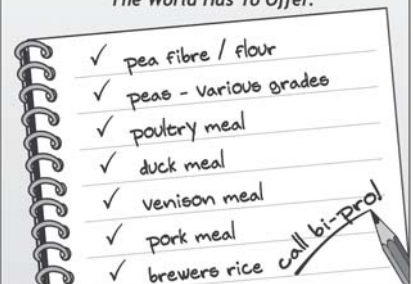 The World Has To Offer.
✓ pea fibre / flour
✓ peas - various grades
✓ poultry meal
✓ duck meal
✓ venison meal
✓ pork meal
✓ brewers rice
call bi-pro!